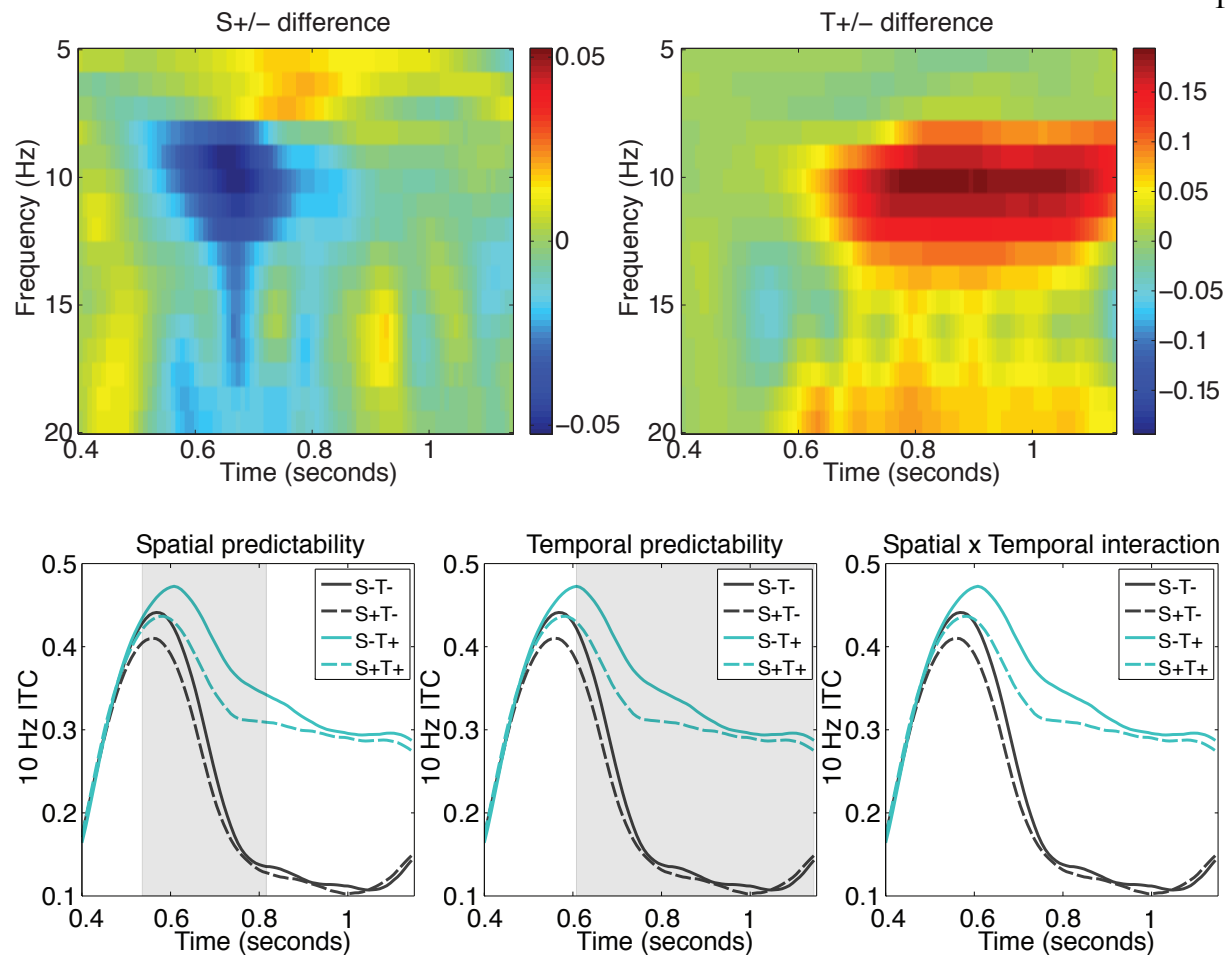 1
S+/- difference
T+/- difference
5
10
15
20
Frequency (Hz)
0.4
0.6
0.8
1
Time (seconds)
0.05
0
−0.05
5
10
15
20
Frequency (Hz)
0.4
0.6
0.8
1
Time (seconds)
0.15
0.1
0.05
0
−0.05
−0.1
−0.15
Spatial predictability
0.5
0.4
0.3
0.2
0.1
10 Hz ITC
S-T-
S+T-
S-T+
S+T+
0.4
0.6
0.8
1
Time (seconds)
Temporal predictability
0.5
0.4
0.3
0.2
0.1
10 Hz ITC
S-T-
S+T-
S-T+
S+T+
0.4
0.6
0.8
1
Time (seconds)
Spatial x Temporal interaction
0.5
0.4
0.3
0.2
0.1
10 Hz ITC
S-T-
S+T-
S-T+
S+T+
0.4
0.6
0.8
1
Time (seconds)